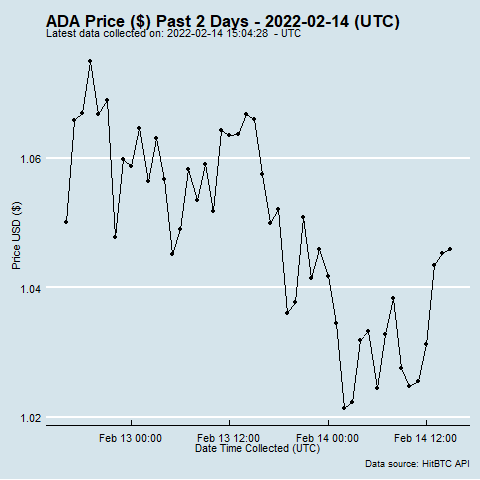 ADA Price ($) Past 2 Days - 2022-02-14 (UTC)
Latest data collected on: 2022-02-14 15:04:28 - UTC
1.06
1.04
1.02
Price USD ($)
Feb 13 00:00
Feb 13 12:00
Feb 14 00:00
Feb 14 12:00
Date Time Collected (UTC)
Data source: HitBTC API